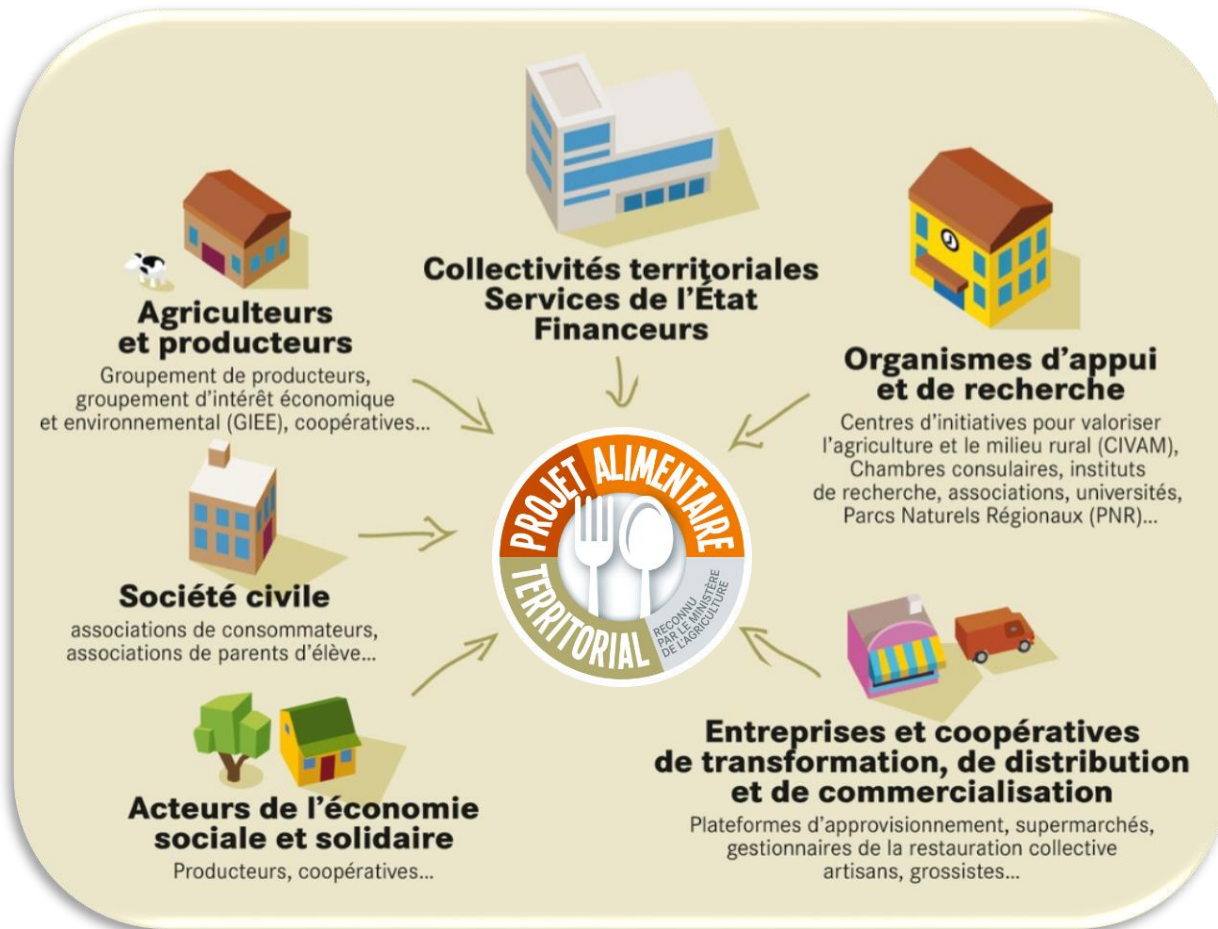 Collectivités territoriales
Services de l'État
Financeurs
Agriculteurs
et producteurs
Groupement de producteurs,
groupement d'intérêt économique
et environnemental (GIEE), coopératives...
Organismes d'appui
et de recherche
Centres d'initiatives pour valoriser
l'agriculture et le milieu rural (CIVAM),
Chambres consulaires, instituts
de recherche, associations, universités,
Parcs Naturels Régionaux (PNR)...
PROJET ALIMENTAIRE
TERRITORIAL
RECONNU
PAR LE MINISTÈRE
DE L'AGRICULTURE
Société civile
associations de consommateurs,
associations de parents d'élève...
Acteurs de l'économie
sociale et solidaire
Producteurs, coopératives...
Entreprises et coopératives
de transformation, de distribution
et de commercialisation
Plateformes d'approvisionnement, supermarchés,
gestionnaires de la restauration collective
artisans, grossistes...